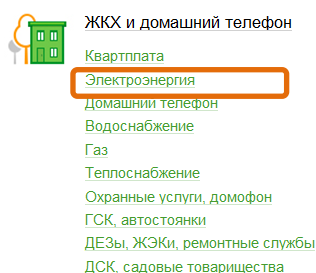 ЖКХ и домашний телефон
Квартплата
Электроэнергия
Домашний телефон
Водоснабжение
Газ
Теплоснабжение
Охранные услуги, домофон
ГСК, автостоянки
ДЕЗы, ЖЭКи, ремонтные службы
ДСК, садовые товарищества